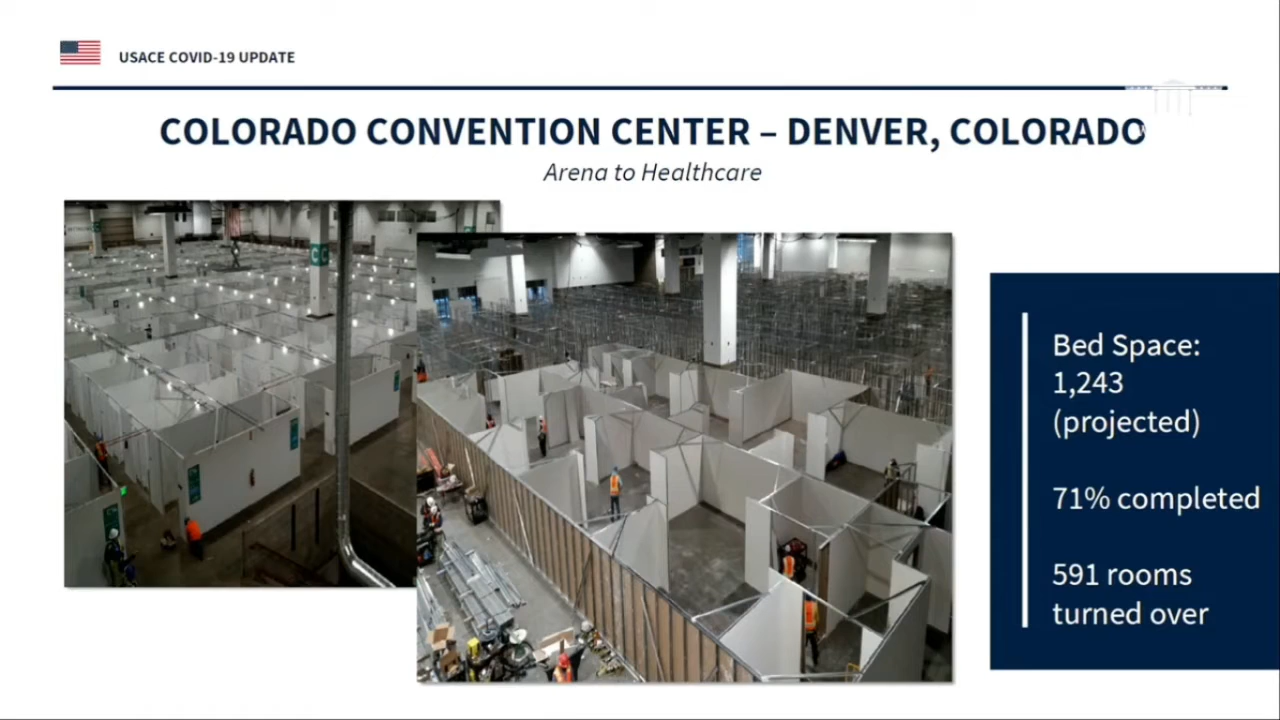 USACE COVID-19 UPDATE
COLORADO CONVENTION CENTER – DENVER, COLORADO
Arena to Healthcare
Bed Space:
1,243
(projected)
71% completed
591 rooms
turned over